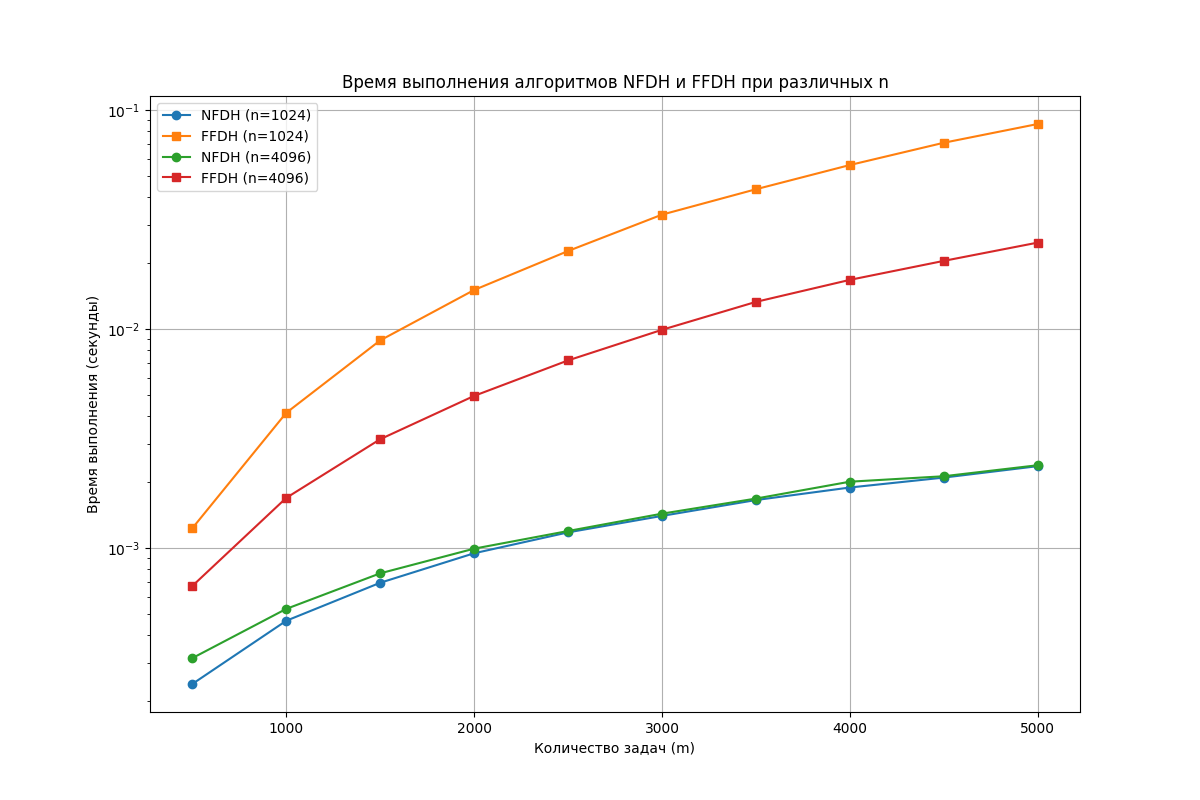 Время выполнения алгоритмов NFDH и FFDH при различных n
NFDH (n=1024)
FFDH (n=1024)
NFDH (n=4096)
FFDH (n=4096)
Время выполнения (секунды)
10⁻¹
10⁻²
10⁻³
1000 2000 3000 4000 5000
Количество задач (m)